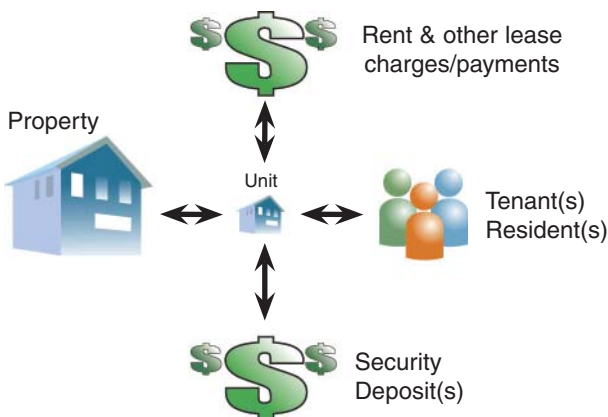 Rent & other lease
charges/payments
Property
Unit
Tenant(s)
Resident(s)
Security
Deposit(s)